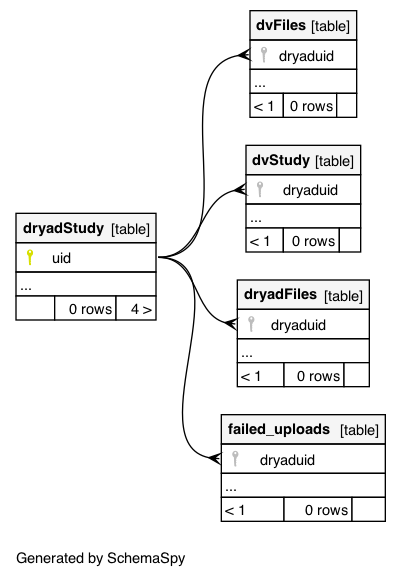 dvFiles [table]
dryaduid
...
< 1 0 rows
dvStudy [table]
dryaduid
...
< 1 0 rows
dryadStudy [table]
uid
...
0 rows 4 >
dryadFiles [table]
dryaduid
...
< 1 0 rows
failed_uploads [table]
dryaduid
...
< 1 0 rows
Generated by SchemaSpy